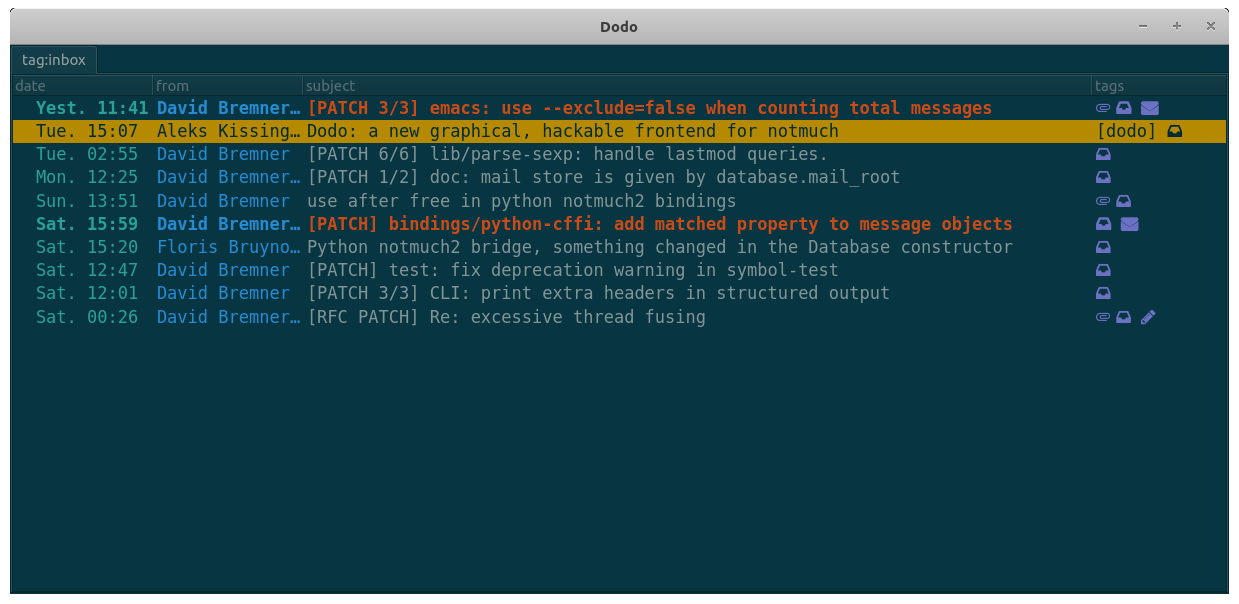 Dodo
tag:inbox
date from subject tags
Yest. 11:41 David Bremner… [PATCH 3/3] emacs: use --exclude=false when counting total messages
Tue. 15:07 Aleks Kissing… Dodo: a new graphical, hackable frontend for notmuch [dodo]
Tue. 02:55 David Bremner [PATCH 6/6] lib/parse-sexp: handle lastmod queries.
Mon. 12:25 David Bremner… [PATCH 1/2] doc: mail store is given by database.mail_root
Sun. 13:51 David Bremner… use after free in python notmuch2 bindings
Sat. 15:59 David Bremner… [PATCH] bindings/python-cffi: add matched property to message objects
Sat. 15:20 Floris Bruyno… Python notmuch2 bridge, something changed in the Database constructor
Sat. 12:47 David Bremner [PATCH] test: fix deprecation warning in symbol-test
Sat. 12:01 David Bremner [PATCH 3/3] CLI: print extra headers in structured output
Sat. 00:26 David Bremner… [RFC PATCH] Re: excessive thread fusing